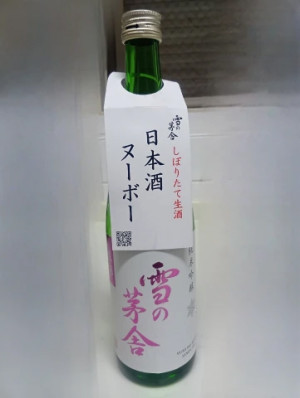 雪の茅舎
しぼりたて生酒
日本酒
ヌーボー
純米吟醸
雪の
茅舎